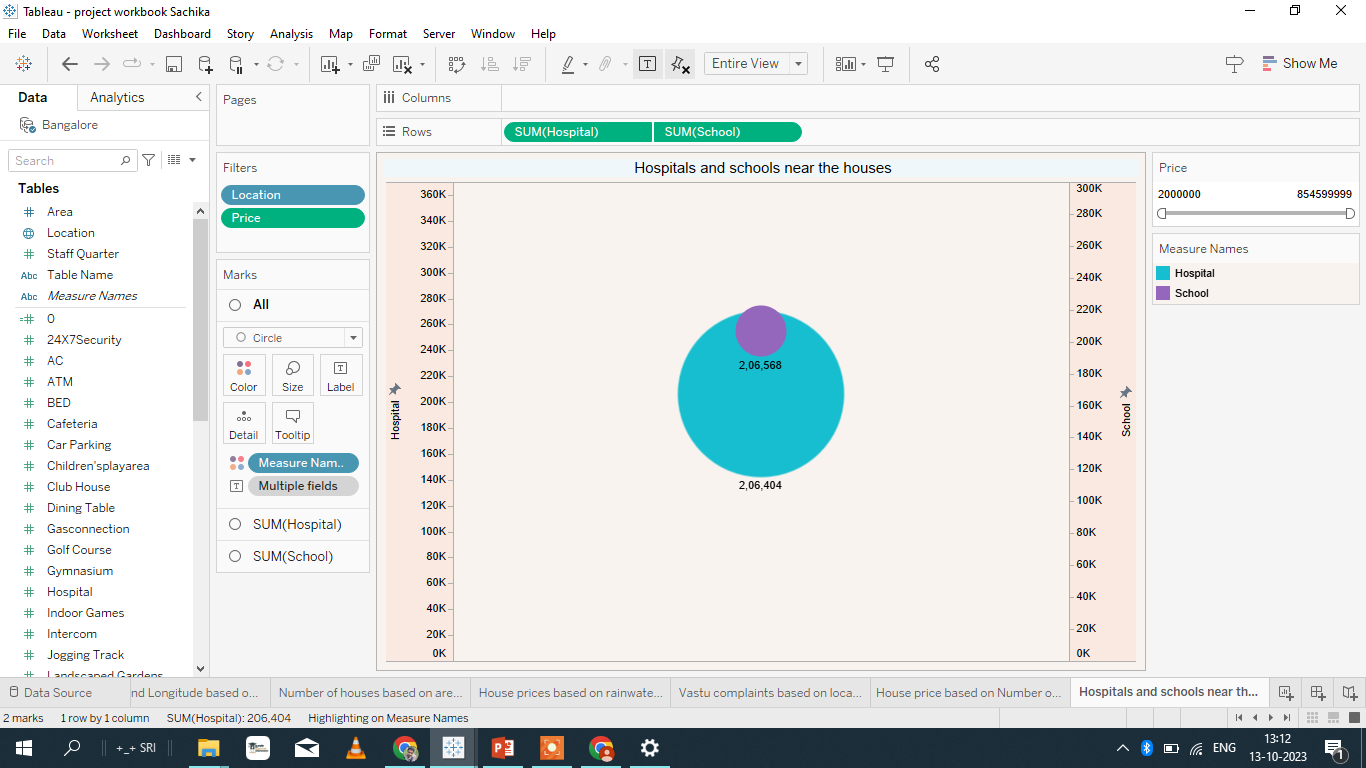 Tableau - project workbook Sachika
File Data Worksheet Dashboard Story Analysis Map Format Server Window Help
Entire View
Show Me
Data Analytics
Bangalore
Search
Tables
Area
Location
Staff Quarter
Abc Table Name
Abc Measure Names
0
24X7Security
AC
ATM
BED
Cafeteria
Car Parking
Children'splayarea
Club House
Dining Table
Gasconnection
Golf Course
Gymnasium
Hospital
Indoor Games
Intercom
Jogging Track
Landscaped Gardens
Pages
Filters
Location
Price
Marks
All
Circle
Color Size Label
Detail Tooltip
Measure Nam..
Multiple fields
SUM(Hospital)
SUM(School)
Columns
Rows SUM(Hospital) SUM(School)
Hospitals and schools near the houses
Hospital
360K
340K
320K
300K
280K
260K
240K
220K
200K
180K
160K
140K
120K
100K
80K
60K
40K
20K
0K
2,06,568
2,06,404
300K
280K
260K
240K
220K
200K
180K
160K
140K
120K
100K
80K
60K
40K
20K
0K
School
Price
2000000 854599999
Measure Names
Hospital
School
Data Source nd Longitude based o... Number of houses based on are... House prices based on rainwate... Vastu complaints based on loca... House price based on Number o... Hospitals and schools near th...
2 marks 1 row by 1 column SUM(Hospital): 206.404 Highlighting on Measure Names
+_+ SRI
ENG
13:12
13-10-2023
1